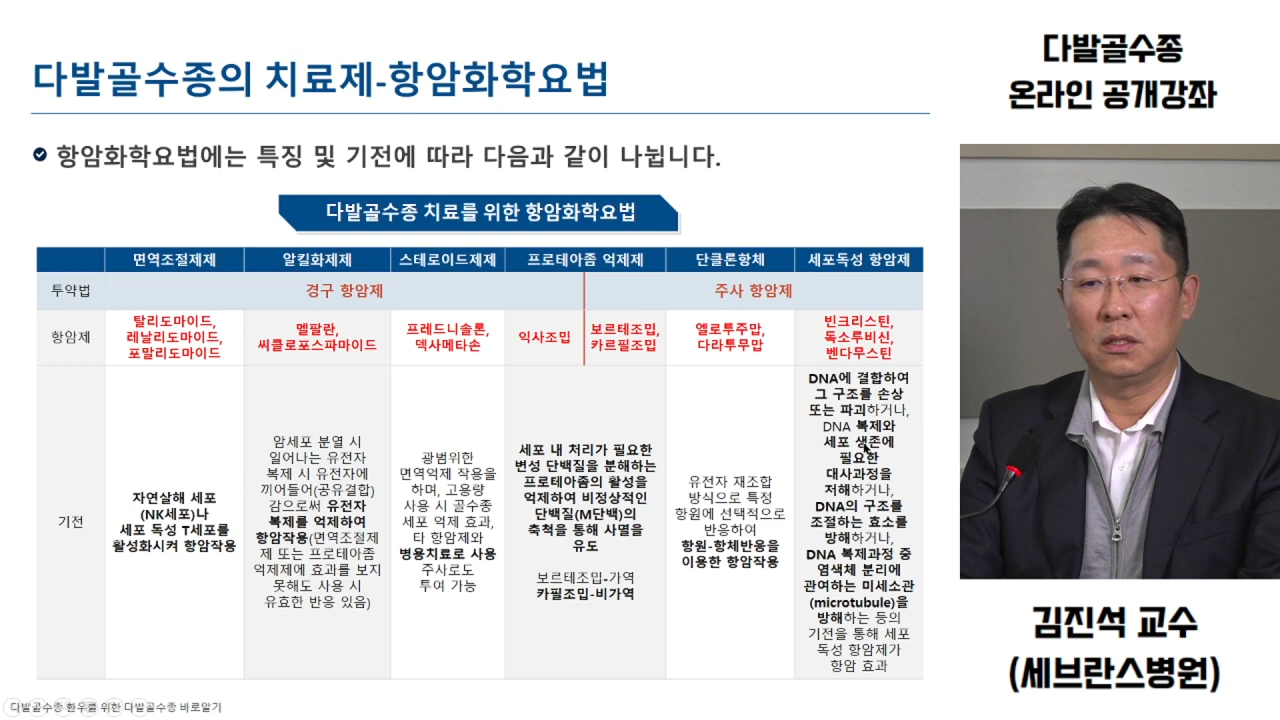 다발골수종의 치료제-항암화학요법
다발골수종
온라인 공개강좌
항암화학요법에는 특징 및 기전에 따라 다음과 같이 나뉩니다.
다발골수종 치료를 위한 항암화학요법
면역조절제제
알킬화제제
스테로이드제제
프로테아좀 억제제
단클론항체
세포독성 항암제
투약법
경구 항암제
주사 항암제
항암제
탈리도마이드,
레날리도마이드,
포말리도마이드
멜팔란,
씨클로포스파마이드
프레드니솔론,
덱사메타손
익사조밉
보르테조밉,
카르필조밉
엘로투주맙,
다라투무맙
빈크리스틴,
독소루비신,
벤다무스틴
기전
자연살해 세포
(NK세포)나
세포 독성 T세포를
활성화시켜 항암작용
암세포 분열 시
일어나는 유전자
복제 시 유전자에
끼어들어(공유결합)
감으로써 유전자
복제를 억제하여
항암작용(면역조절제
제 또는 프로테아좀
억제제에 효과를 보지
못해도 사용 시
유효한 반응 있음)
광범위한
면역억제 작용을
하며, 고용량
사용 시 골수종
세포 억제 효과,
타 항암제와
병용치료로 사용
주사로도
투여 가능
세포 내 처리가 필요한
변성 단백질을 분해하는
프로테아좀의 활성을
억제하여 비정상적인
단백질(M단백)의
축척을 통해 사멸을
유도
보르테조밉-가역
카필조밉-비가역
유전자 재조합
방식으로 특정
항원에 선택적으로
반응하여
항원-항체반응을
이용한 항암작용
DNA에 결합하여
그 구조를 손상
또는 파괴하거나,
DNA 복제와
세포 생존에
필요한
대사과정을
저해하거나,
DNA의 구조를
조절하는 효소를
방해하거나,
DNA 복제과정 중
염색체 분리에
관여하는 미세소관
(microtubule)을
방해하는 등의
기전을 통해 세포
독성 항암제가
항암 효과
김진석 교수
(세브란스병원)
다발골수종 환우를 위한 다발골수종 바로알기